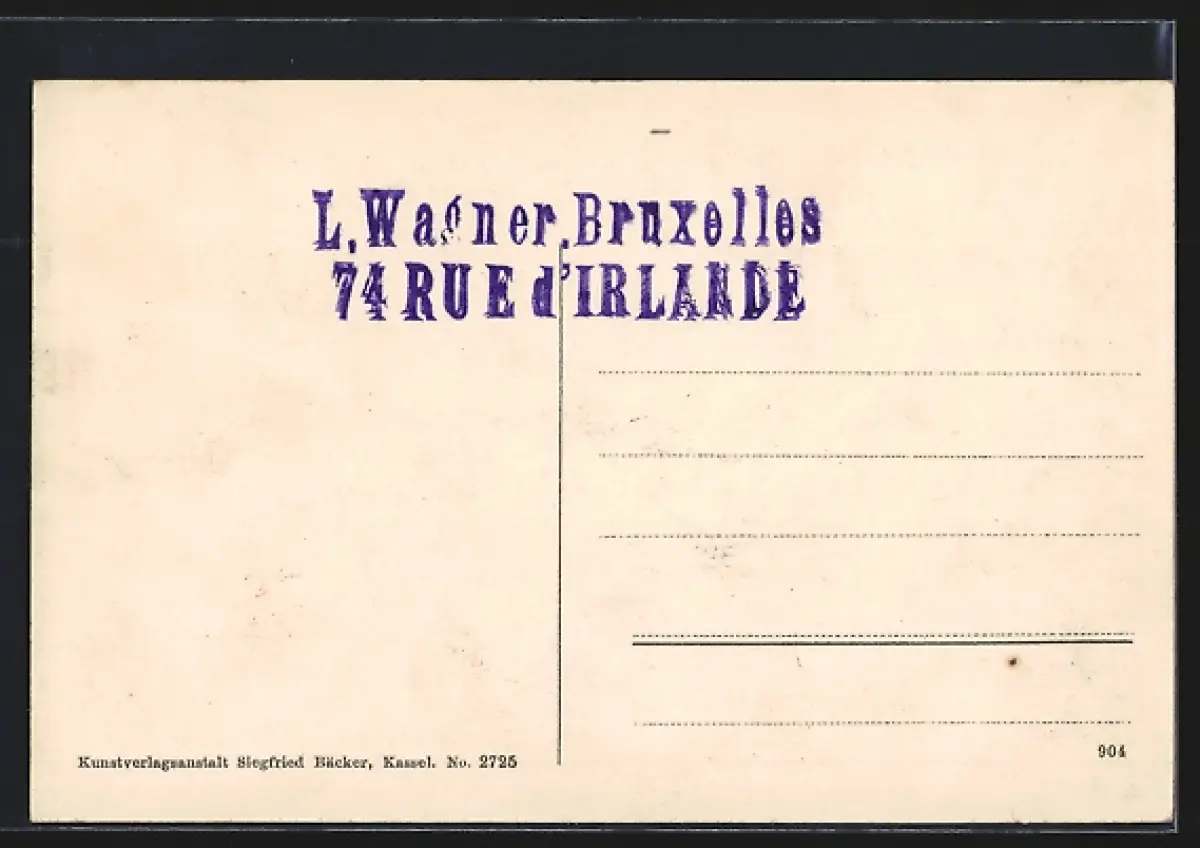 L. Wagner, Bruxelles
74 RUE d'IRLANDE
Kunstverlagsanstalt Siegfried Bäcker, Kassel. No. 2725
904